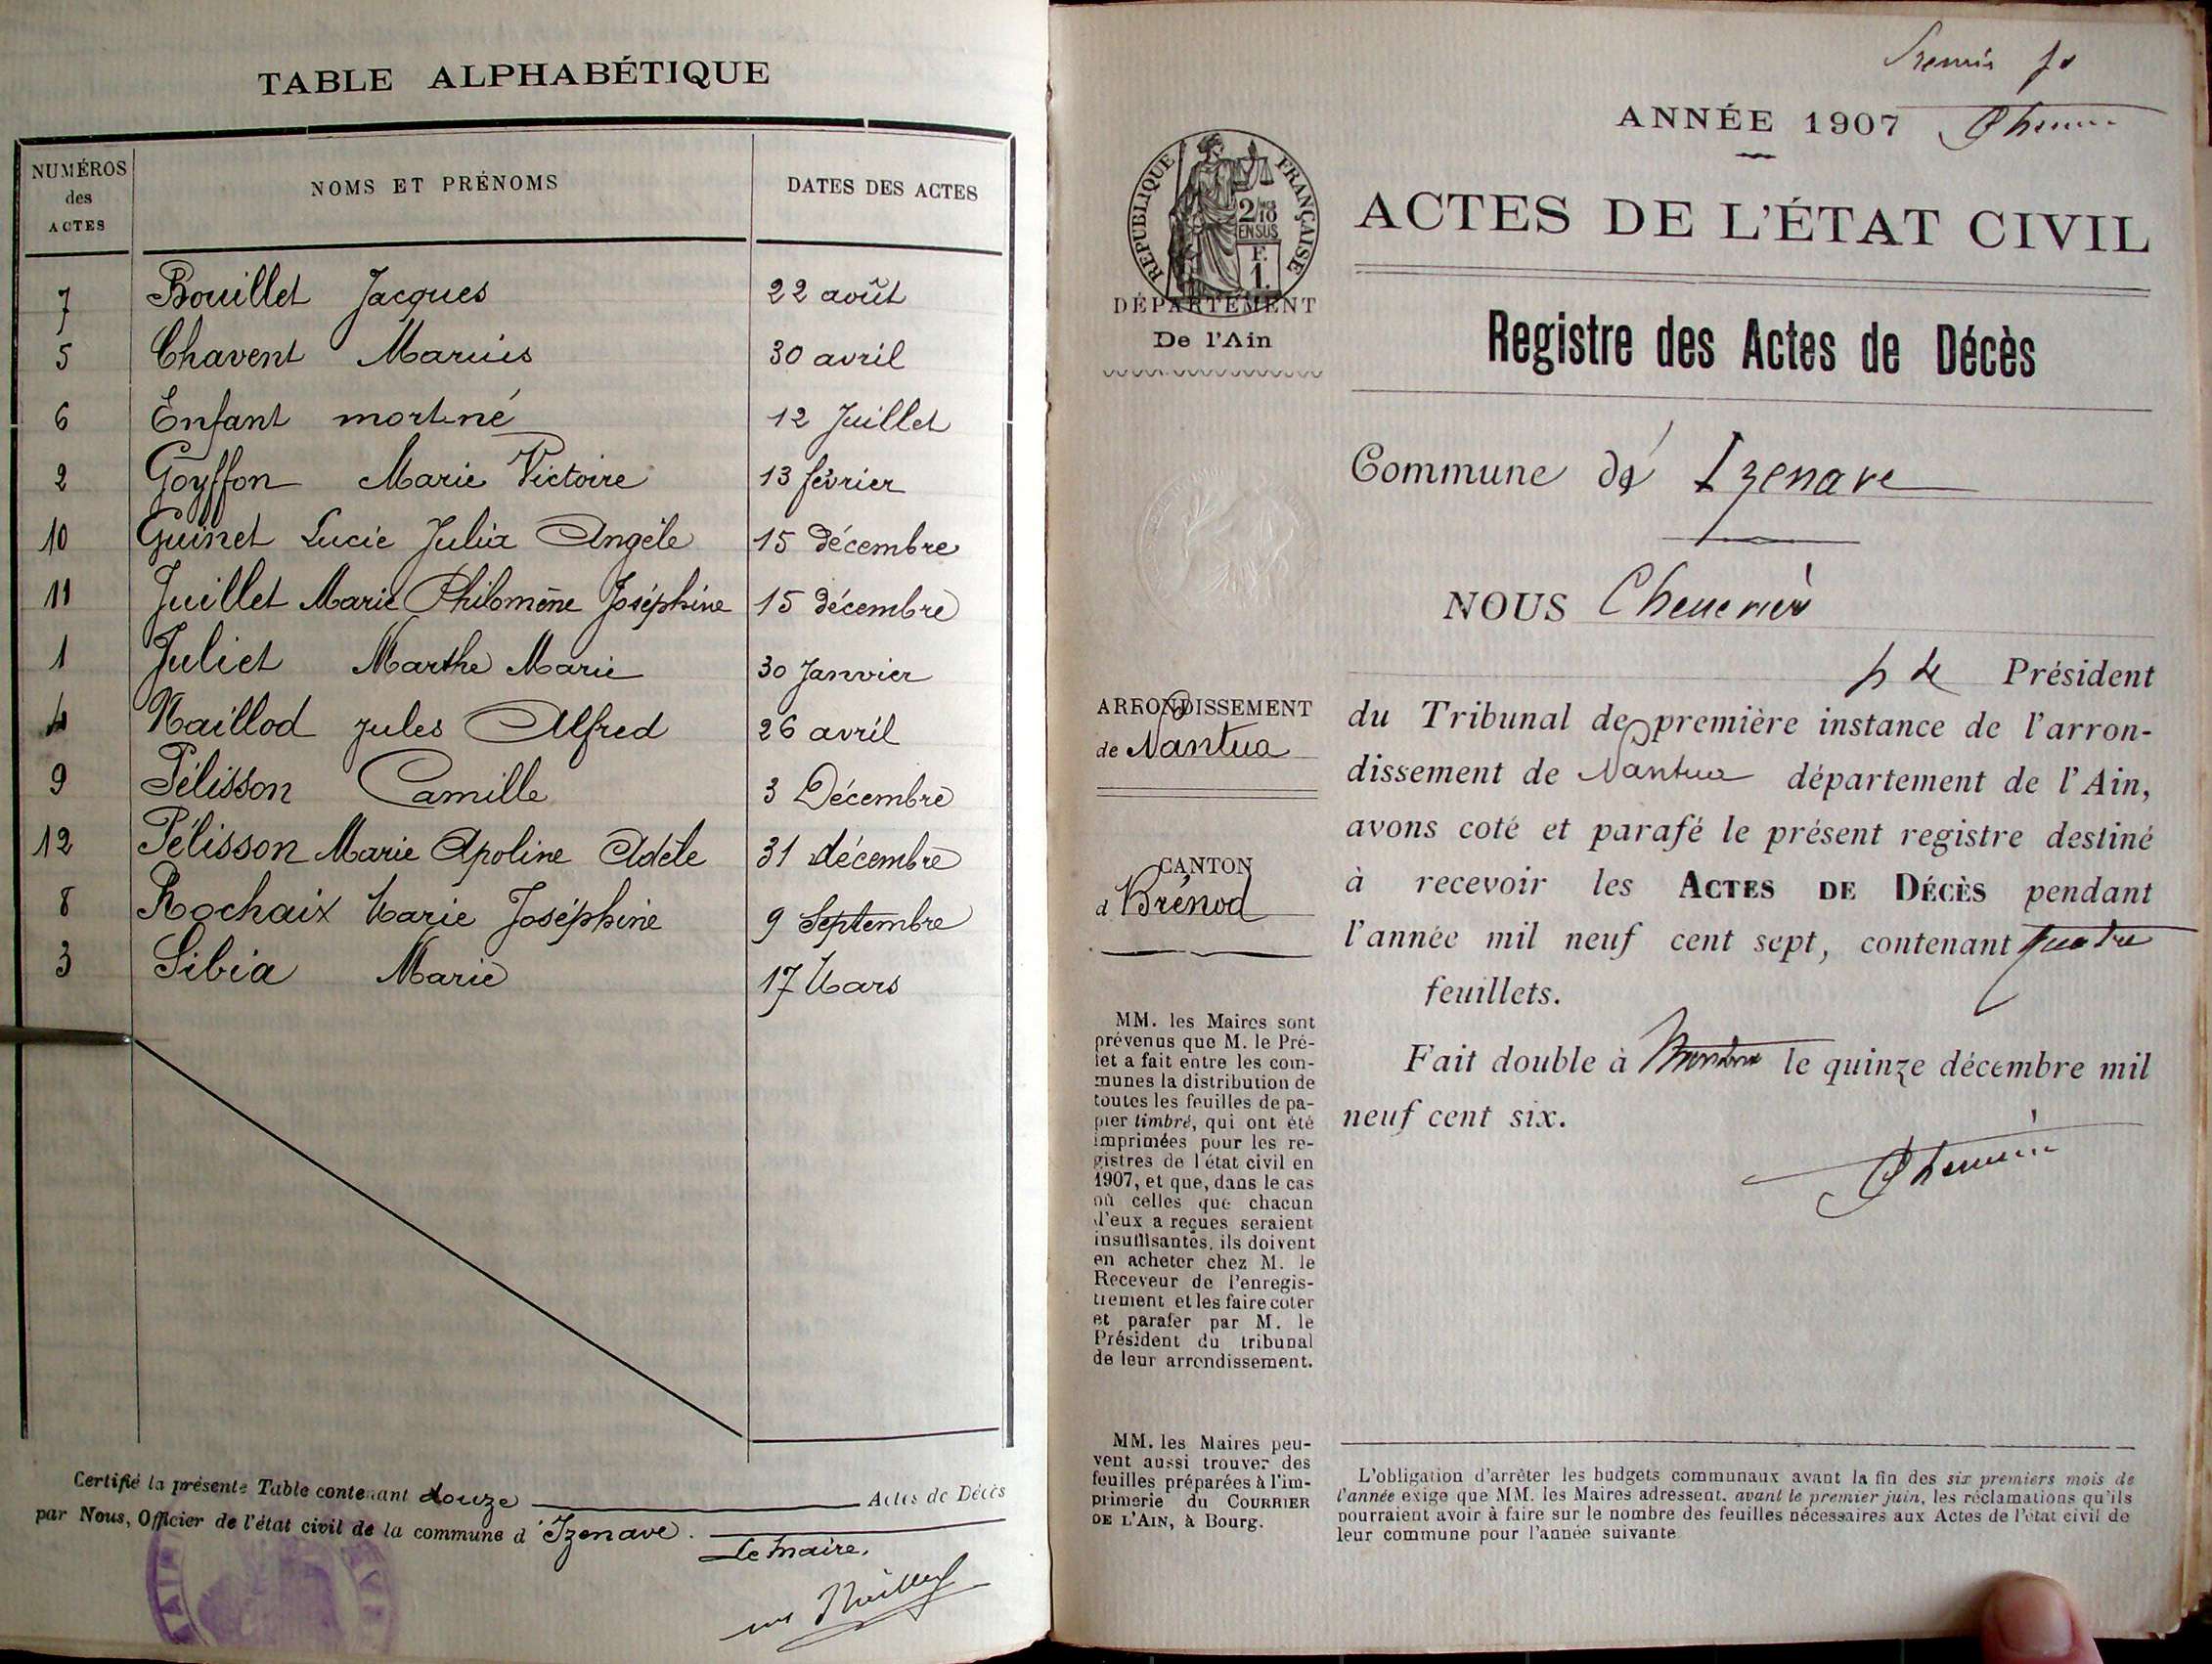 TABLE ALPHABÉTIQUE
NUMÉROS des ACTES
NOMS ET PRÉNOMS
DATES DES ACTES
7 Bouillet Jacques 22 août
5 Chavent Marius 30 avril
6 Enfant mort-né 12 Juillet
2 Goyffon Marie Victoire 13 février
10 Guinet Lucie Julia Angèle 15 décembre
11 Juillet Marie Philomène Joséphine 15 décembre
1 Juliet Marthe Marie 30 Janvier
4 Maillod Jules Alfred 26 avril
9 Pélisson Camille 3 Décembre
12 Pélisson Marie Apoline Adèle 31 décembre
8 Rochaix Marie Joséphine 9 Septembre
3 Sibia Marie 17 Mars
Certifié la présente Table contenant douze Actes de Décès
par Nous, Officier de l'état civil de la commune d'Izenave.
Le Maire,
Premier
ANNÉE 1907
RÉPUBLIQUE FRANÇAISE
2/10
EN SUS
F.
1.
ACTES DE L'ÉTAT CIVIL
DÉPARTEMENT
De l'Ain
Registre des Actes de Décès
Commune d' Izenave
NOUS
Président
ARRONDISSEMENT
de Nantua
du Tribunal de première instance de l'arron-
dissement de Nantua département de l'Ain,
avons coté et parafé le présent registre destiné
à recevoir les ACTES DE DÉCÈS pendant
l'année mil neuf cent sept, contenant quatre
feuillets.
CANTON
d Brénod
Fait double à Nantua le quinze décembre mil
neuf cent six.
MM. les Maires sont
prévenus que M. le Pré-
fet a fait entre les com-
munes la distribution de
toutes les feuilles de pa-
pier timbré, qui ont été
imprimées pour les re-
gistres de l'état civil en
1907, et que, dans le cas
où celles que chacun
d'eux a reçues seraient
insuffisantes, ils doivent
en acheter chez M. le
Receveur de l'enregis-
trement et les faire coter
et parafer par M. le
Président du tribunal
de leur arrondissement.
MM. les Maires peu-
vent aussi trouver des
feuilles préparées à l'im-
primerie du COURRIER
DE L'AIN, à Bourg.
L'obligation d'arrêter les budgets communaux avant la fin des six premiers mois de
l'année exige que MM. les Maires adressent, avant le premier juin, les réclamations qu'ils
pourraient avoir à faire sur le nombre des feuilles nécessaires aux Actes de l'état civil de
leur commune pour l'année suivante